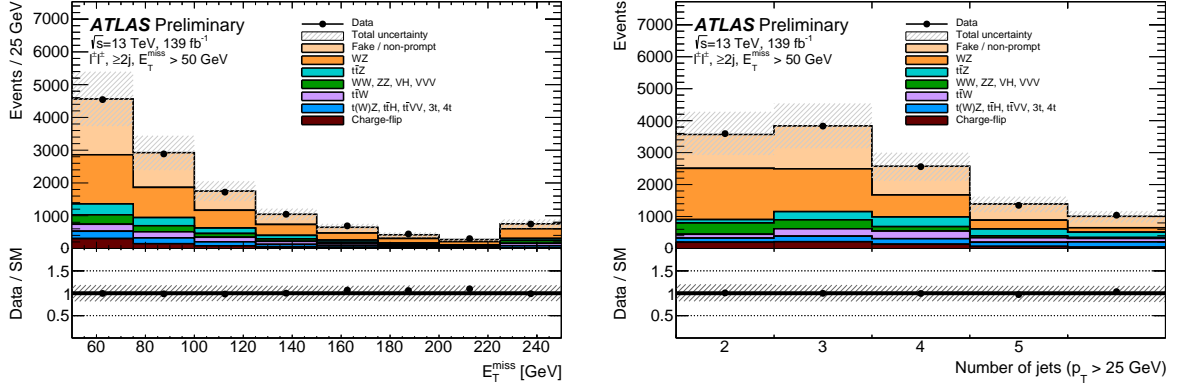 ATLAS Preliminary
√s=13 TeV, 139 fb⁻¹
l±l±, ≥2j, E_T^miss > 50 GeV
Data
Total uncertainty
Fake / non-prompt
WZ
tt̄Z
WW, ZZ, VH, VVV
tt̄W
t(W)Z, tt̄H, tt̄VV, 3t, 4t
Charge-flip
Events / 25 GeV
7000
6000
5000
4000
3000
2000
1000
0
Data / SM
1.5
1
0.5
60 80 100 120 140 160 180 200 220 240
E_T^miss [GeV]
ATLAS Preliminary
√s=13 TeV, 139 fb⁻¹
l±l±, ≥2j, E_T^miss > 50 GeV
Data
Total uncertainty
Fake / non-prompt
WZ
tt̄Z
WW, ZZ, VH, VVV
tt̄W
t(W)Z, tt̄H, tt̄VV, 3t, 4t
Charge-flip
Events
7000
6000
5000
4000
3000
2000
1000
0
Data / SM
1.5
1
0.5
2 3 4 5
Number of jets (p_T > 25 GeV)